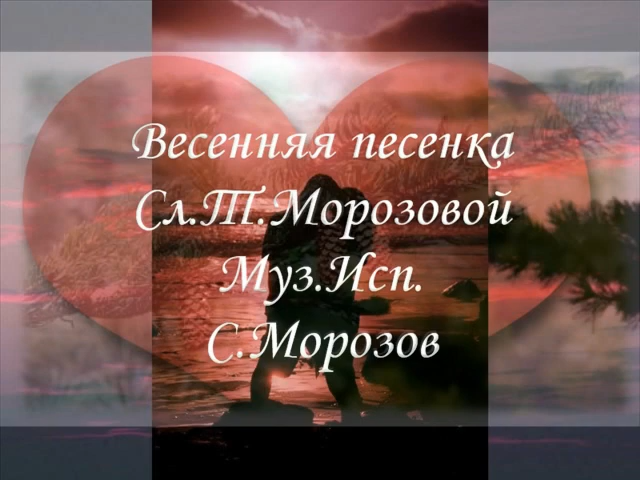 Весенняя песенка
Сл.Т.Морозовой
Муз.Исп.
С.Морозов